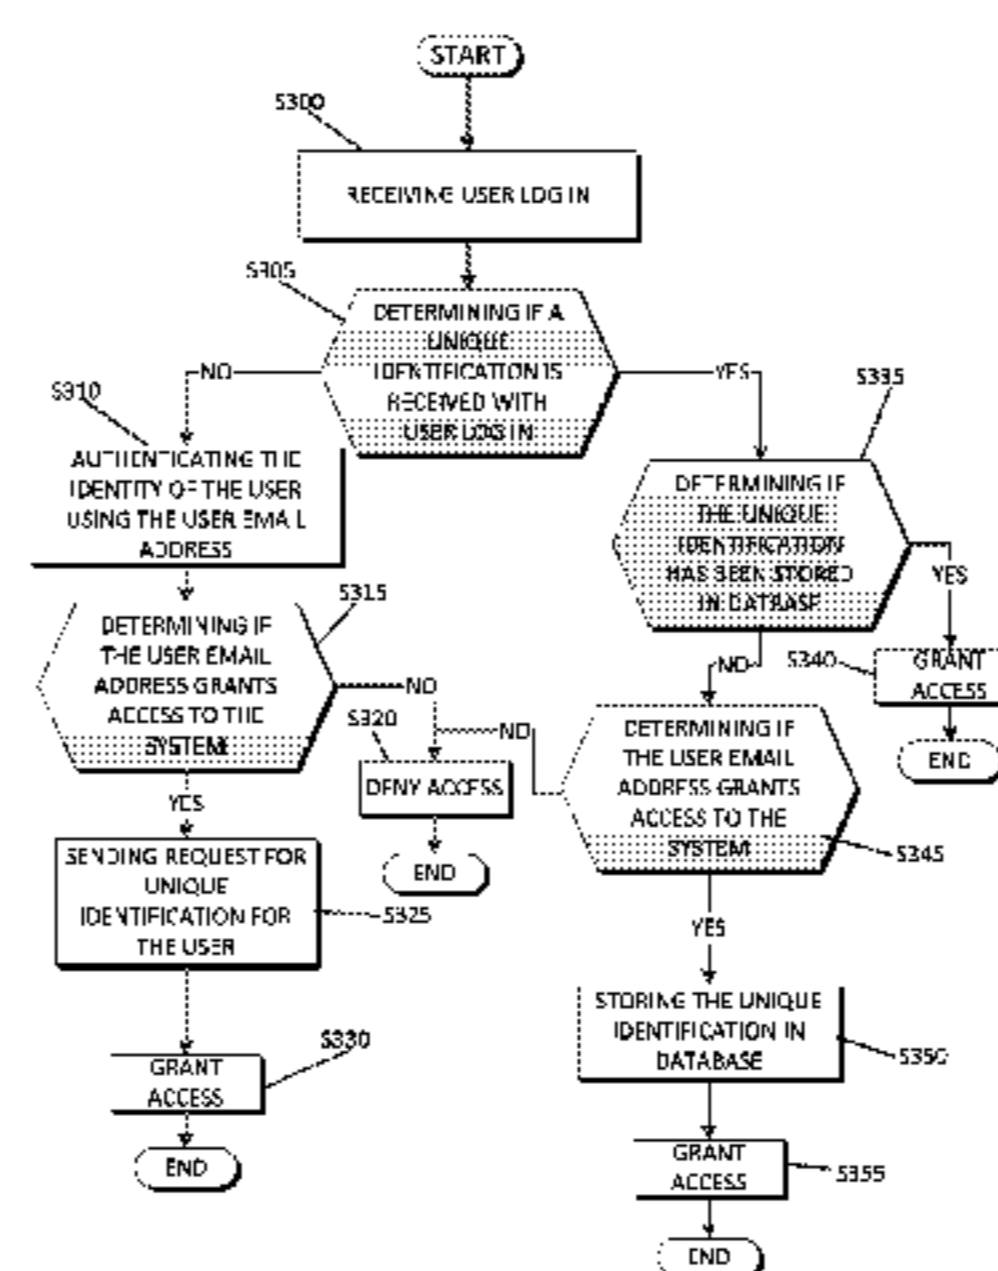 START
S300
RECEIVING USER LOG IN
S305
DETERMINING IF A
UNIQUE
IDENTIFICATION IS
RECEIVED WITH
USER LOG IN
NO
YES
S310
S335
AUTHENTICATING THE
IDENTITY OF THE USER
USING THE USER EMAIL
ADDRESS
DETERMINING IF
THE UNIQUE
IDENTIFICATION
HAS BEEN STORED
IN DATBASE
YES
NO
S315
DETERMINING IF
THE USER EMAIL
ADDRESS GRANTS
ACCESS TO THE
SYSTEM
NO
S340
GRANT
ACCESS
END
S320
DENY ACCESS
END
NO
DETERMINING IF
THE USER EMAIL
ADDRESS GRANTS
ACCESS TO THE
SYSTEM
S345
YES
SENDING REQUEST FOR
UNIQUE
IDENTIFICATION FOR
THE USER
S325
YES
STORING THE UNIQUE
IDENTIFICATION IN
DATABASE
S350
S330
GRANT
ACCESS
END
GRANT
ACCESS
S355
END